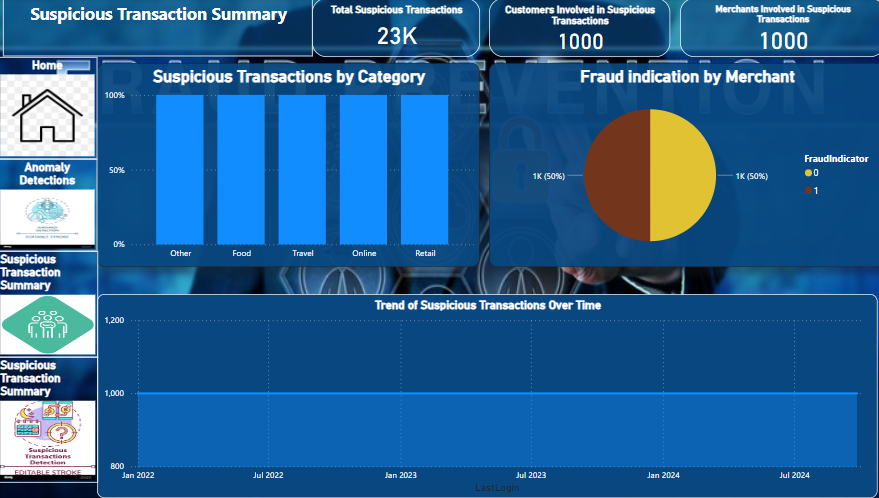 Suspicious Transaction Summary
Total Suspicious Transactions
23K
Customers Involved in Suspicious
Transactions
1000
Merchants Involved in Suspicious
Transactions
1000
Home
Anomaly
Detections
Suspicious
Transaction
Summary
Suspicious
Transaction
Summary
Suspicious
Transactions
Detection
EDITABLE STROKE
Suspicious Transactions by Category
100%
50%
0%
Other
Food
Travel
Online
Retail
Fraud indication by Merchant
1K (50%)
1K (50%)
FraudIndicator
0
1
Trend of Suspicious Transactions Over Time
1,200
1,000
800
Jan 2022
Jul 2022
Jan 2023
Jul 2023
Jan 2024
Jul 2024
LastLogin